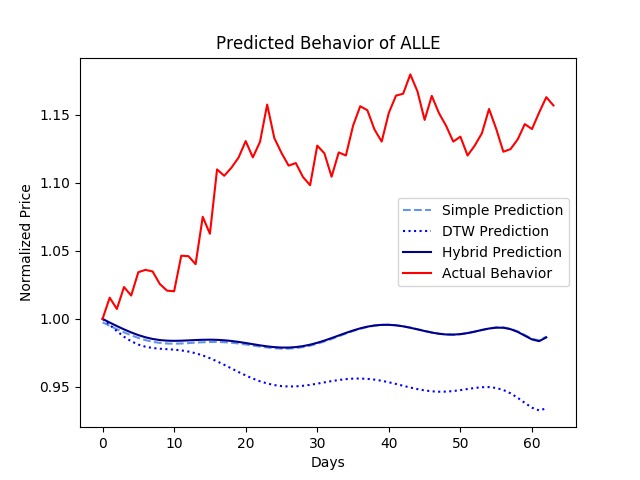 Predicted Behavior of ALLE
Normalized Price
1.15
1.10
1.05
1.00
0.95
Simple Prediction
DTW Prediction
Hybrid Prediction
Actual Behavior
0 10 20 30 40 50 60
Days